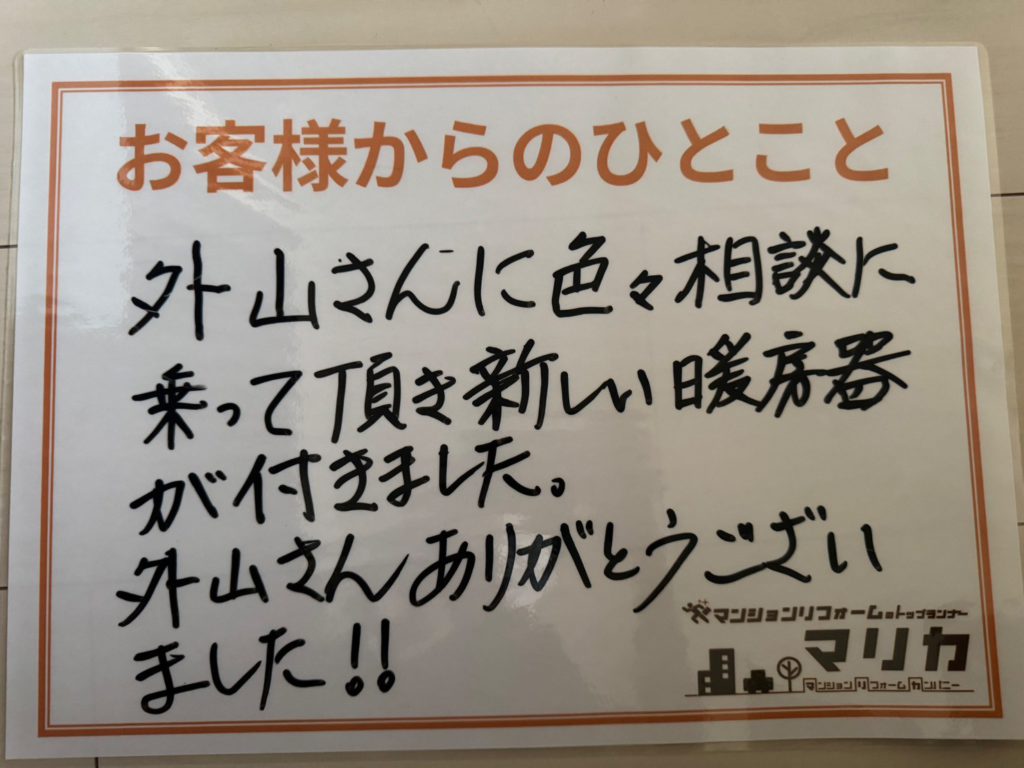 お客様からのひとこと
外山さんに色々相談に
乗って頂き新しい暖房器
が付きました。
外山さんありがとうござい
ました!!
マンションリフォームのトップランナー
マリカ
マンションリフォームカンパニー